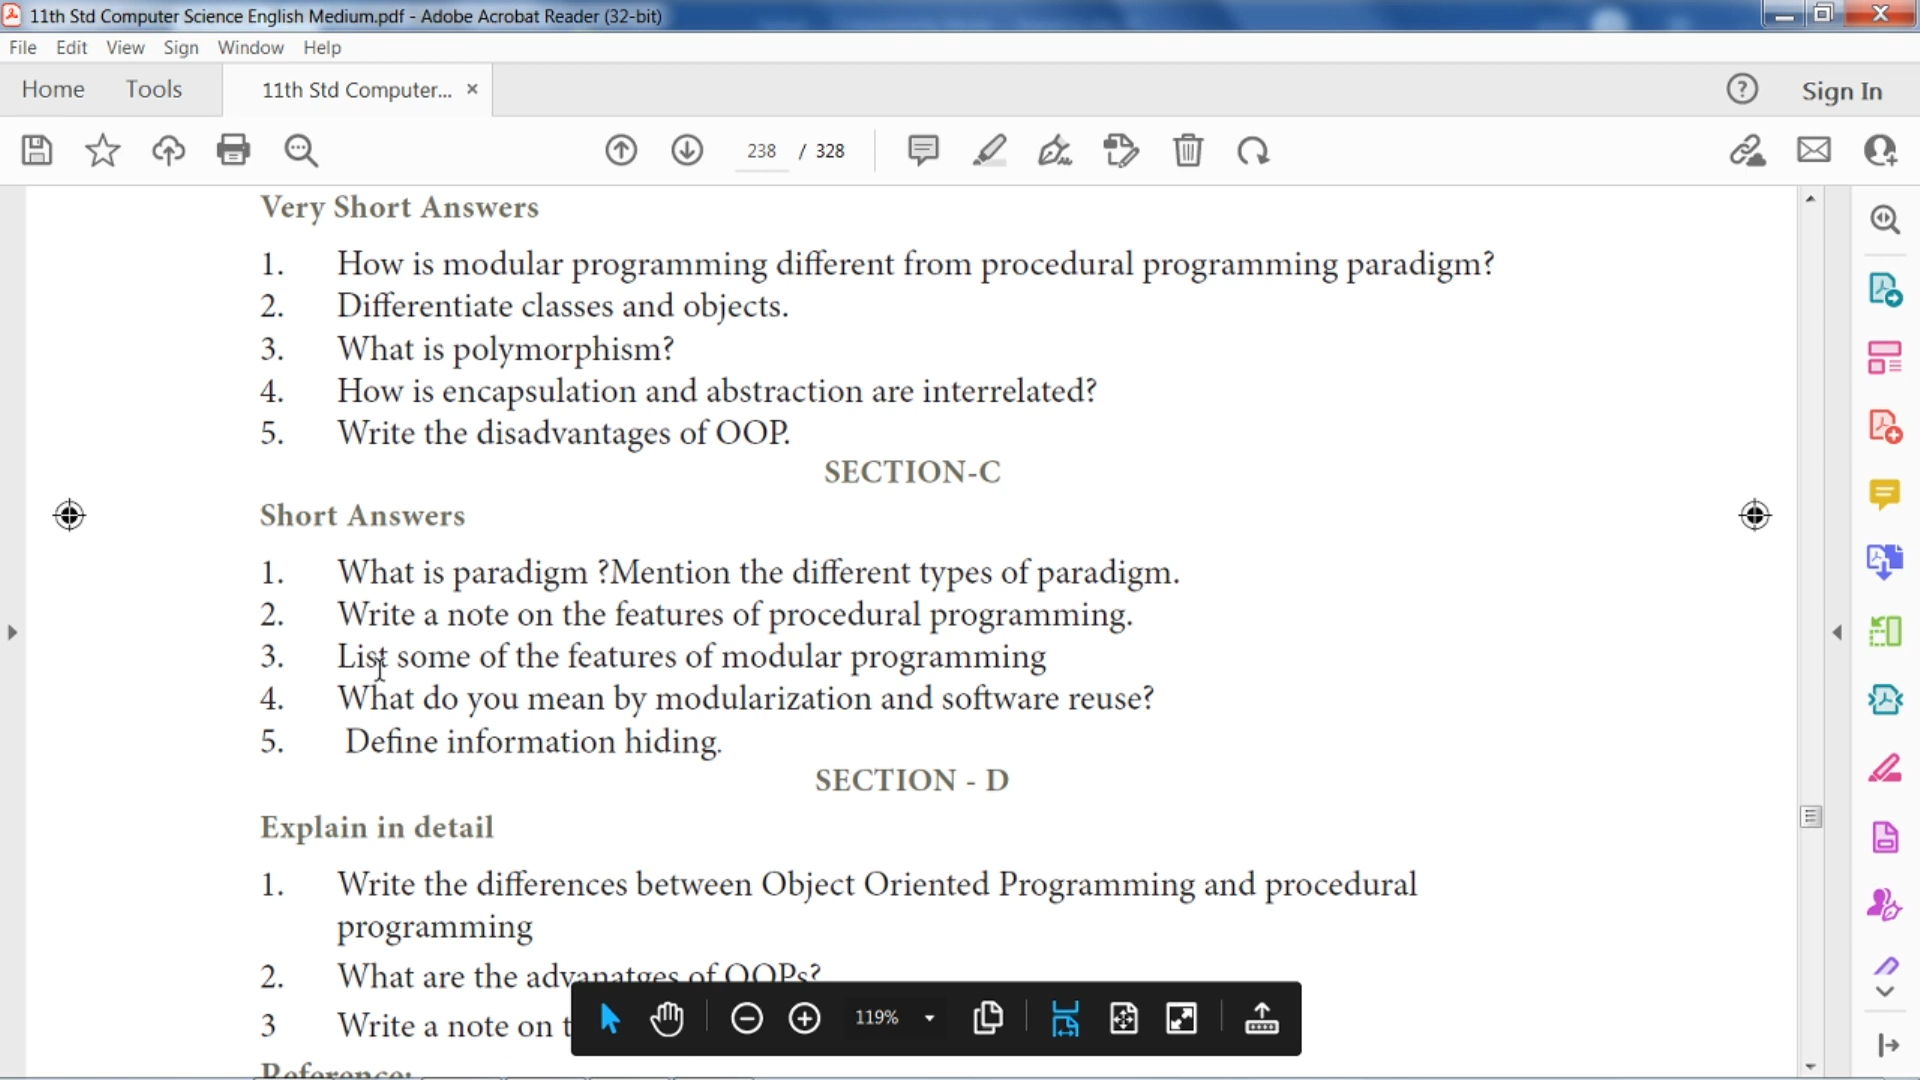 11th Std Computer Science English Medium.pdf - Adobe Acrobat Reader (32-bit)
File Edit View Sign Window Help
Home Tools 11th Std Computer... × Sign In
238 / 328
Very Short Answers
1. How is modular programming different from procedural programming paradigm?
2. Differentiate classes and objects.
3. What is polymorphism?
4. How is encapsulation and abstraction are interrelated?
5. Write the disadvantages of OOP.
SECTION-C
Short Answers
1. What is paradigm ?Mention the different types of paradigm.
2. Write a note on the features of procedural programming.
3. List some of the features of modular programming
4. What do you mean by modularization and software reuse?
5. Define information hiding.
SECTION - D
Explain in detail
1. Write the differences between Object Oriented Programming and procedural
programming
2. What are the advanatges of OOPs?
3 Write a note on t
119%
Reference: